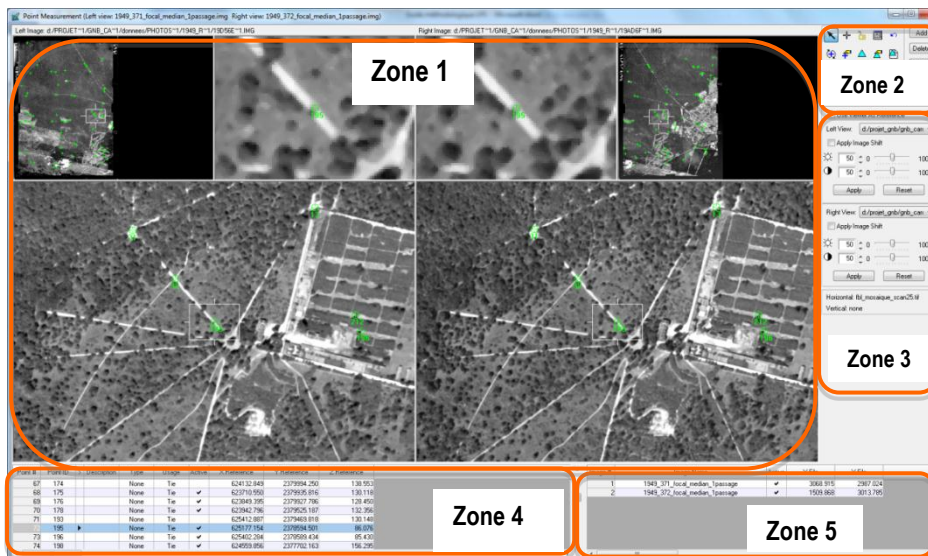 Point Measurement (Left view: 1949_371_focal_median_1passage.img Right view: 1949_372_focal_median_1passage.img)
Left Image: d:/PROJET~1/GNB_CA~1/donnees/PHOTOS~1/1949_R~1/19D56E~1.IMG
Right Image: d:/PROJET~1/GNB_CA~1/donnees/PHOTOS~1/1949_R~1/19AD6F~1.IMG
Zone 1
Add
Delete
Zone 2
Left View: d:/projet_gnb/gnb_can
Apply Image Shift
50 0 100
50 0 100
Apply Reset
Right View: d:/projet_gnb/gnb_can
Apply Image Shift
50 0 100
50 0 100
Apply Reset
Horizontal: fbl_mosaique_scan25.tif
Vertical: none
Zone 3
Point # Point ID > Description Type Usage Active X Reference Y Reference Z Reference
67 174 None Tie 624132.849 2379994.250 138.553
68 175 None Tie ✔ 623710.550 2379935.816 130.118
69 176 None Tie ✔ 623049.395 2379927.796 128.450
70 178 None Tie ✔ 623942.796 2379525.187 132.356
71 193 None Tie 625412.887 2379469.818 130.148
195 None Tie ✔ 625177.154 2378594.501 86.076
73 196 None Tie ✔ 625402.284 2378589.434 85.430
74 198 None Tie 624559.856 2377702.163 156.295
Zone 4
1 1949_371_focal_median_1passage ✔ 3068.915 2987.024
2 1949_372_focal_median_1passage ✔ 1509.868 3013.785
Zone 5